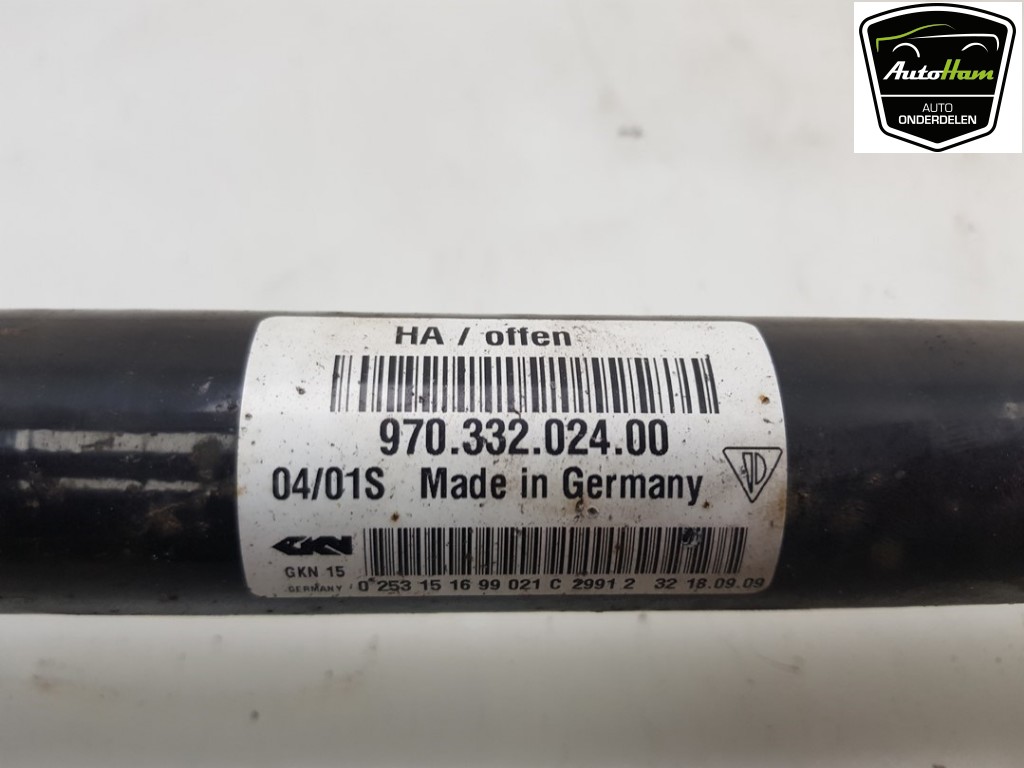 AutoHam
AUTO
ONDERDELEN
HA / offen
970.332.024.00
04/01S Made in Germany
GKN
GKN 15
GERMANY 0 253 15 16 99 021 C 2991 2 32 18.09.09